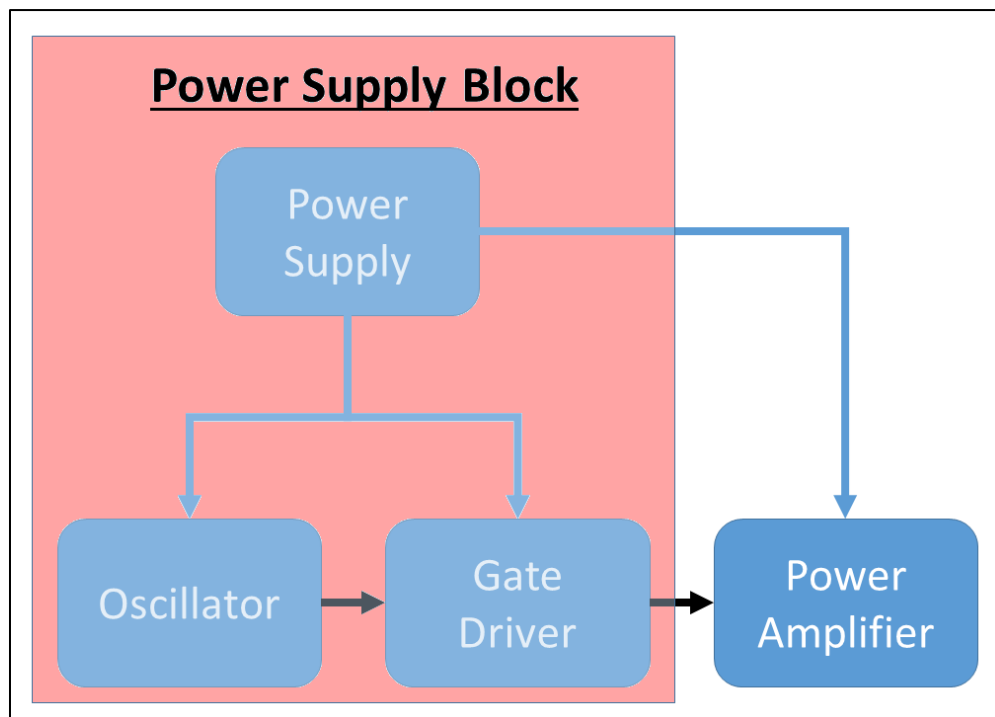 Power Supply Block
Power
Supply
Oscillator
Gate
Driver
Power
Amplifier